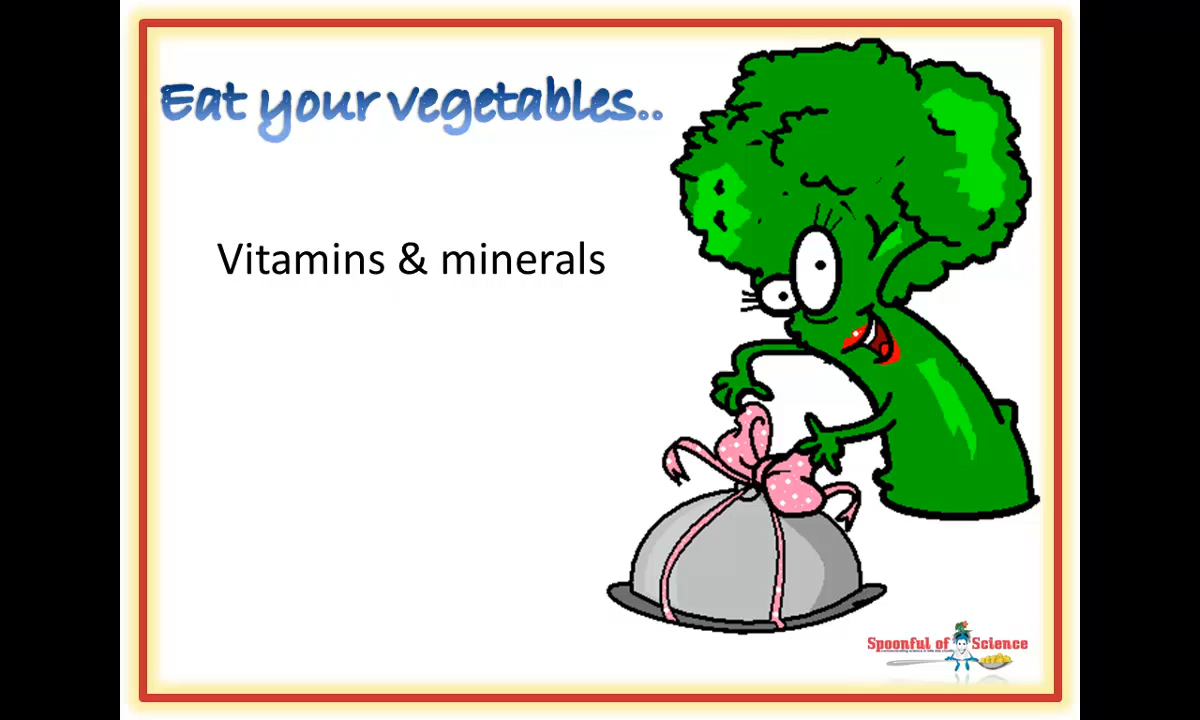 Eat your vegetables..
Vitamins & minerals
Spoonful of Science